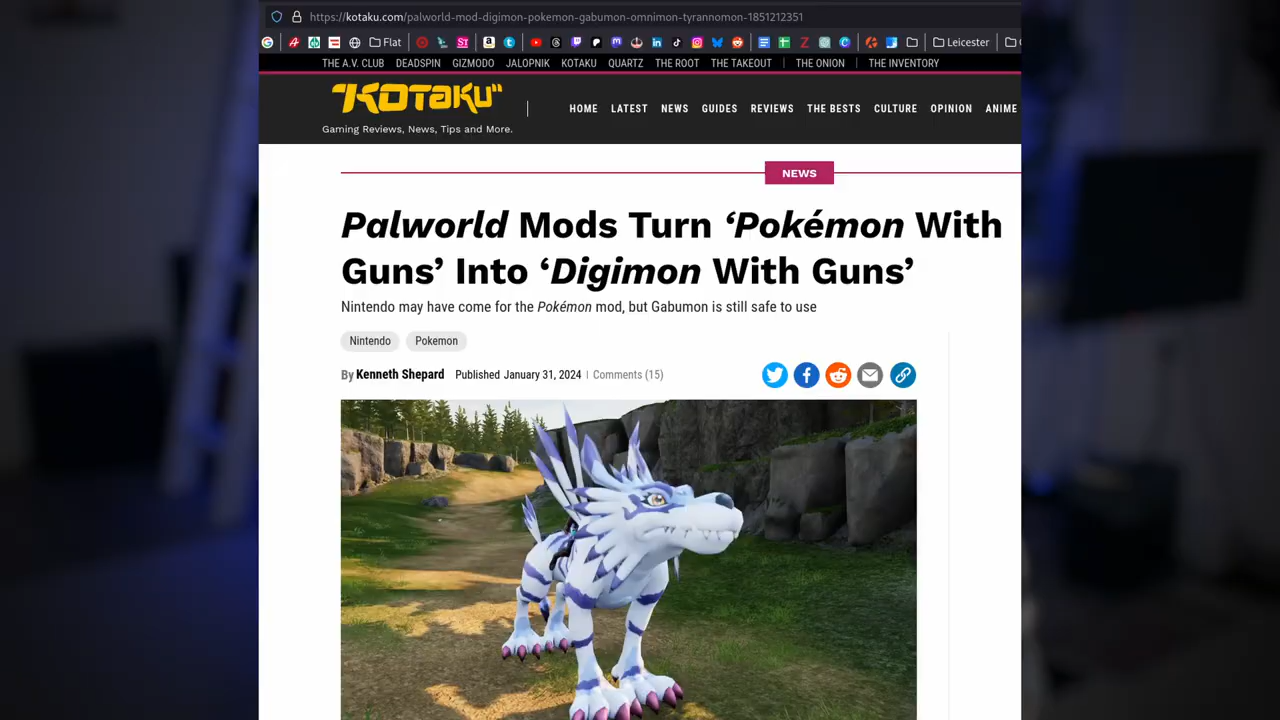 https://kotaku.com/palworld-mod-digimon-pokemon-gabumon-omnimon-tyrannomon-1851212351
Flat
Leicester
THE A.V. CLUB DEADSPIN GIZMODO JALOPNIK KOTAKU QUARTZ THE ROOT THE TAKEOUT THE ONION THE INVENTORY
"KOTAKU"
Gaming Reviews, News, Tips and More.
HOME LATEST NEWS GUIDES REVIEWS THE BESTS CULTURE OPINION ANIME
NEWS
Palworld Mods Turn ‘Pokémon With
Guns’ Into ‘Digimon With Guns’
Nintendo may have come for the Pokémon mod, but Gabumon is still safe to use
Nintendo Pokemon
By Kenneth Shepard Published January 31, 2024 | Comments (15)